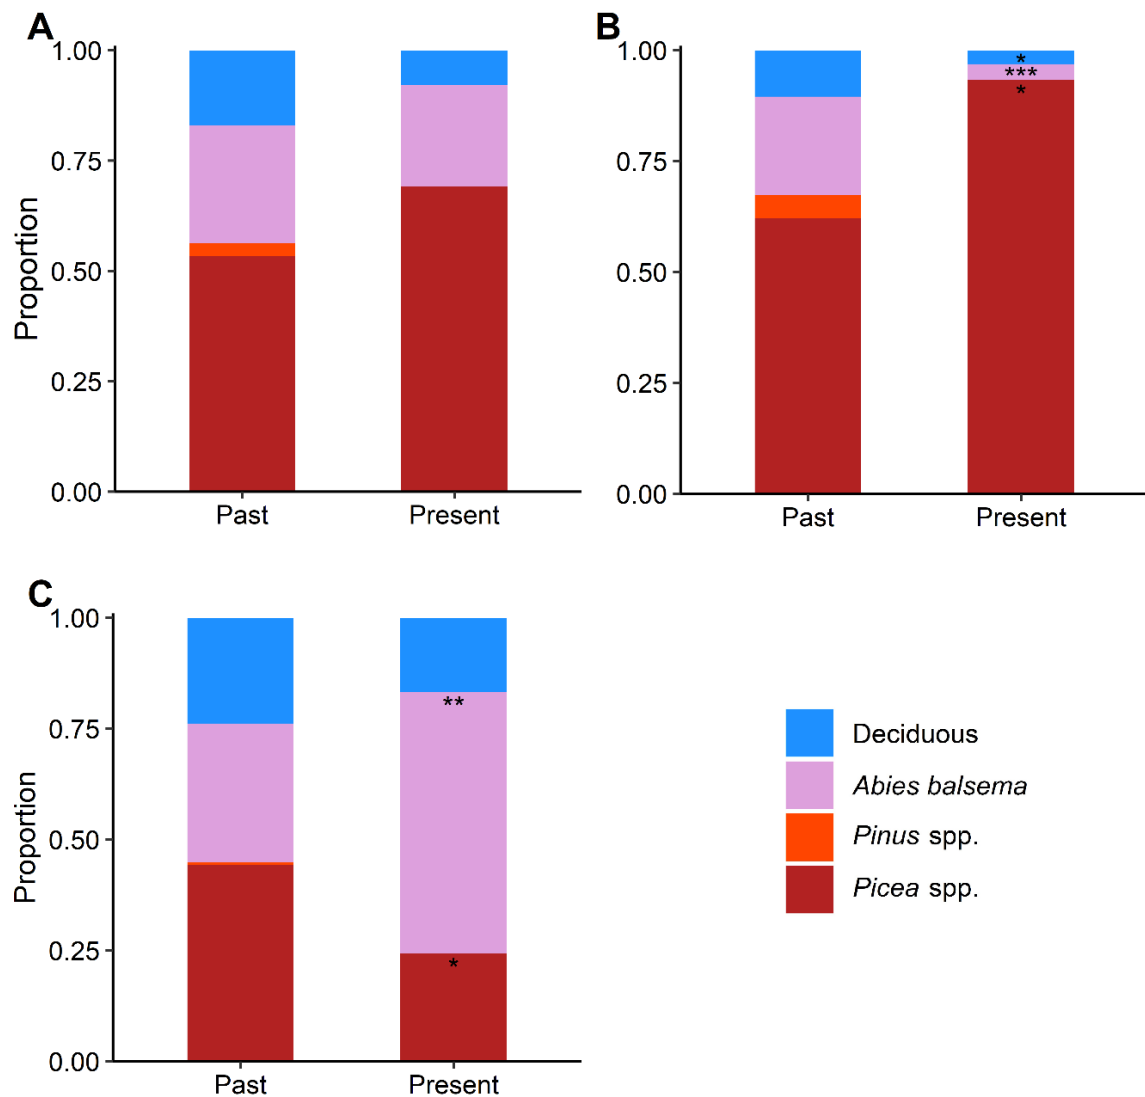 A
1.00
0.75
0.50
0.25
0.00
Proportion
Past Present
B
1.00
0.75
0.50
0.25
0.00
*
***
*
Past Present
C
1.00
0.75
0.50
0.25
0.00
Proportion
**
*
Past Present
Deciduous
Abies balsema
Pinus spp.
Picea spp.